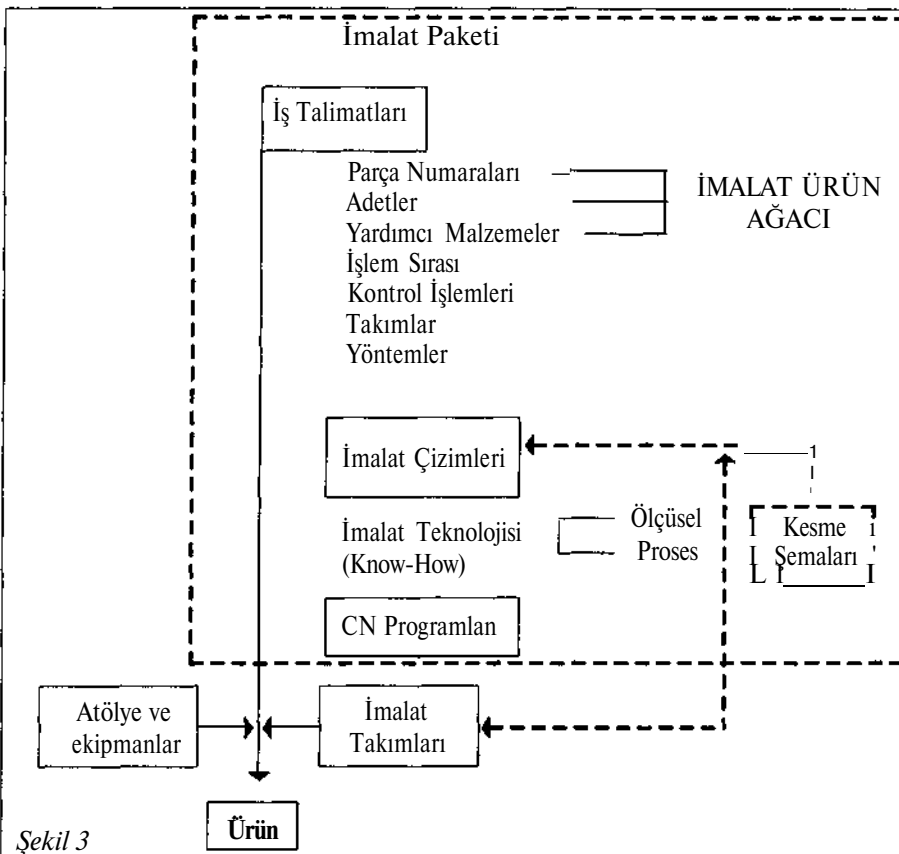 İmalat Paketi
İş Talimatları
Parça Numaraları
Adetler
Yardımcı Malzemeler
İşlem Sırası
Kontrol İşlemleri
Takımlar
Yöntemler
İMALAT ÜRÜN
AĞACI
İmalat Çizimleri
İmalat Teknolojisi
(Know-How)
Ölçüsel
Proses
Kesme
Şemaları
CN Programlan
Atölye ve
ekipmanlar
İmalat
Takımları
Ürün
Şekil 3